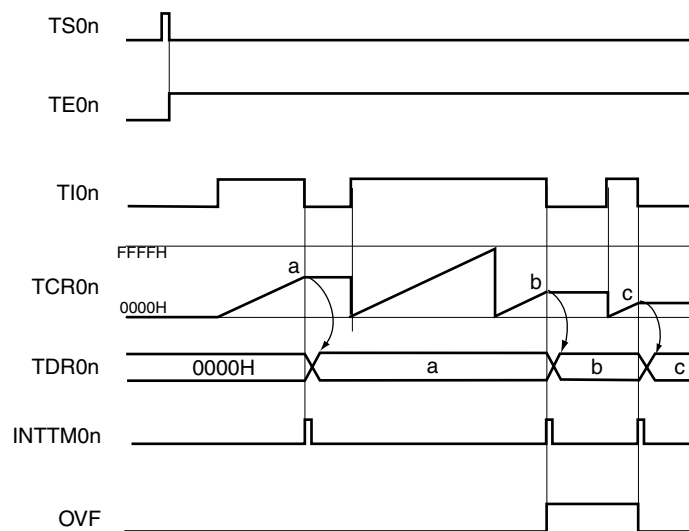 TS0n
TE0n
TI0n
FFFFH
a
b
c
TCR0n
0000H
TDR0n
0000H
a
b
c
INTTM0n
OVF